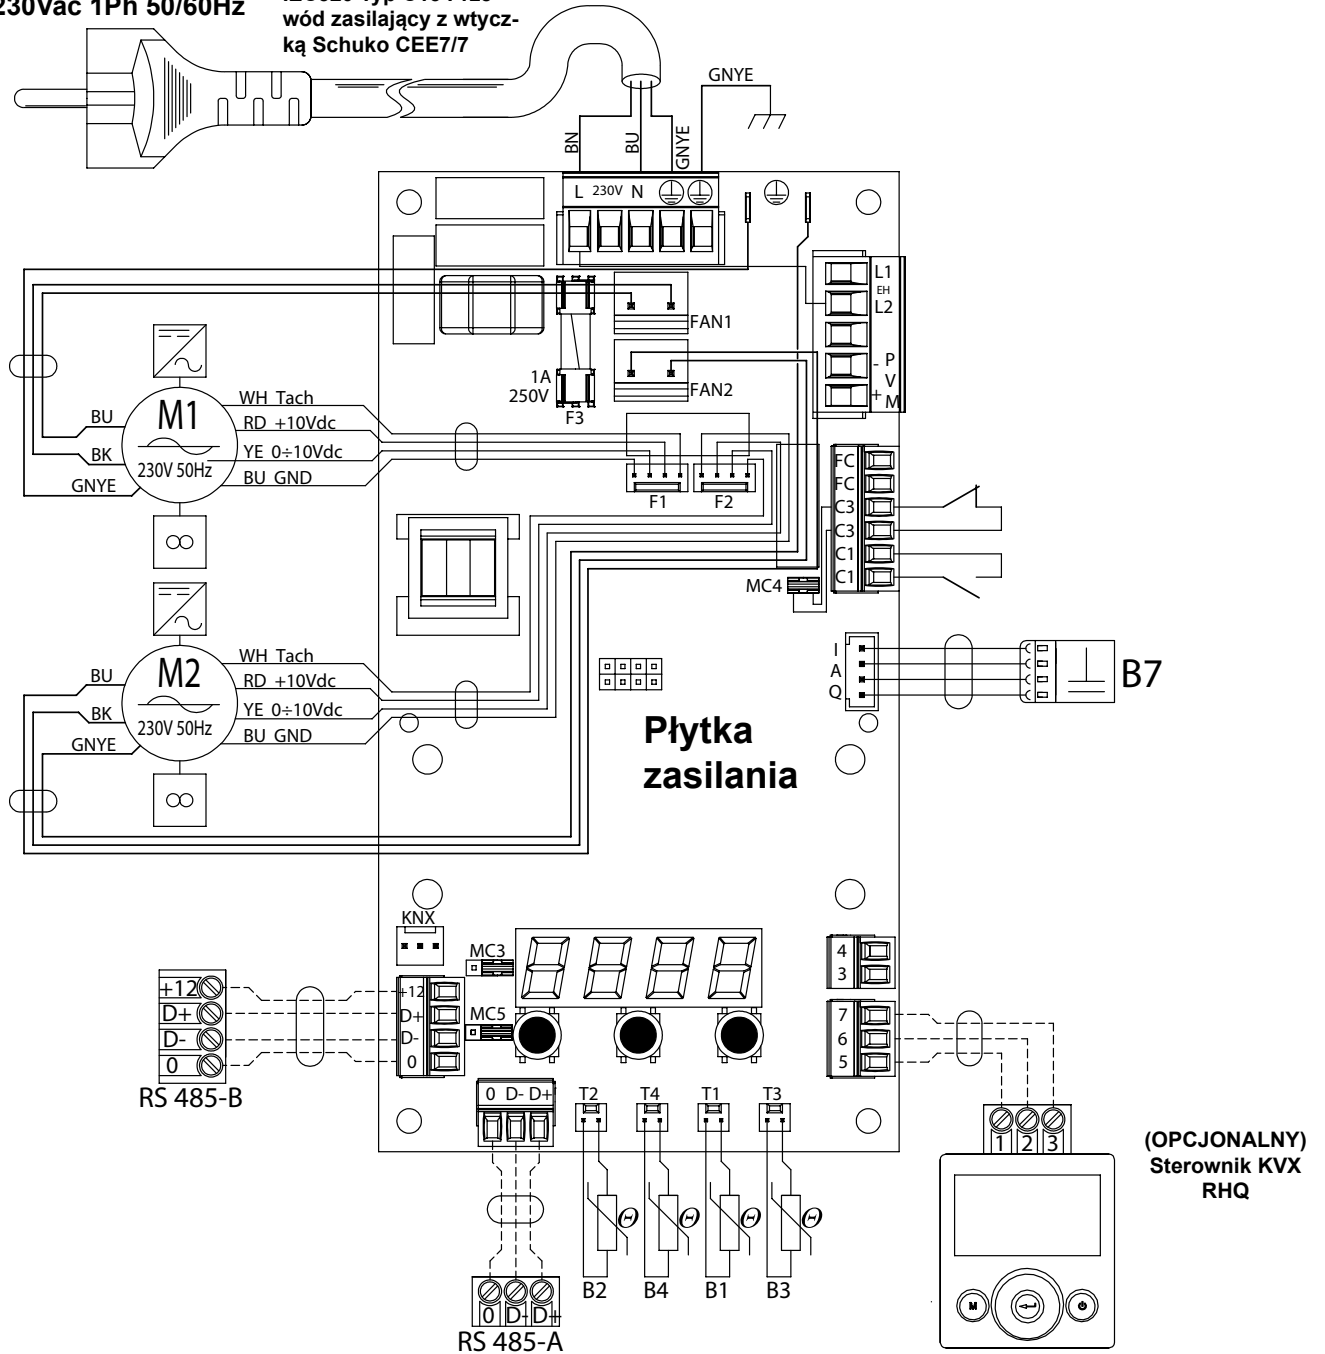 230Vac 1Ph 50/60Hz
wód zasilający z wtycz-
ką Schuko CEE7/7
GNYE
BN
BU
GNYE
L 230V N
L1
EH
L2
FAN1
FAN2
1A
250V
F3
- P
V
+ M
M1
230V 50Hz
BU
BK
GNYE
WH Tach
RD +10Vdc
YE 0÷10Vdc
BU GND
F1
F2
FC
FC
C3
C3
C1
C1
MC4
M2
230V 50Hz
BU
BK
GNYE
WH Tach
RD +10Vdc
YE 0÷10Vdc
BU GND
I
A
Q
B7
Płytka
zasilania
KNX
MC3
MC5
+12
D+
D-
0
RS 485-B
+12
D+
D-
0
4
3
7
6
5
0 D- D+
T2
T4
T1
T3
Θ
Θ
Θ
Θ
B2
B4
B1
B3
0 D- D+
RS 485-A
1 2 3
M
(OPCJONALNY)
Sterownik KVX
RHQ